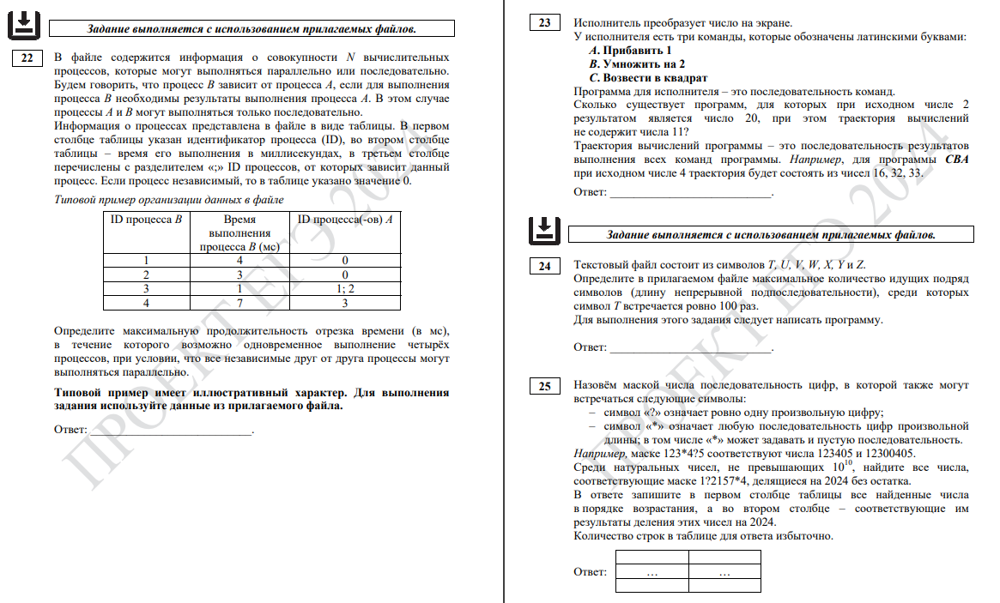 Задание выполняется с использованием прилагаемых файлов.
22
В файле содержится информация о совокупности N вычислительных
процессов, которые могут выполняться параллельно или последовательно.
Будем говорить, что процесс B зависит от процесса A, если для выполнения
процесса B необходимы результаты выполнения процесса A. В этом случае
процессы A и B могут выполняться только последовательно.
Информация о процессах представлена в файле в виде таблицы. В первом
столбце таблицы указан идентификатор процесса (ID), во втором столбце
таблицы – время его выполнения в миллисекундах, в третьем столбце
перечислены с разделителем «;» ID процессов, от которых зависит данный
процесс. Если процесс независимый, то в таблице указано значение 0.
Типовой пример организации данных в файле
ID процесса B Время выполнения процесса B (мс) ID процесса(-ов) A
1 4 0
2 3 0
3 1 1; 2
4 7 3
Определите максимальную продолжительность отрезка времени (в мс),
в течение которого возможно одновременное выполнение четырёх
процессов, при условии, что все независимые друг от друга процессы могут
выполняться параллельно.
Типовой пример имеет иллюстративный характер. Для выполнения
задания используйте данные из прилагаемого файла.
Ответ: ___________________________.
ПРОЕКТ ЕГЭ 2024
23
Исполнитель преобразует число на экране.
У исполнителя есть три команды, которые обозначены латинскими буквами:
A. Прибавить 1
B. Умножить на 2
C. Возвести в квадрат
Программа для исполнителя – это последовательность команд.
Сколько существует программ, для которых при исходном числе 2
результатом является число 20, при этом траектория вычислений
не содержит числа 11?
Траектория вычислений программы – это последовательность результатов
выполнения всех команд программы. Например, для программы CBA
при исходном числе 4 траектория будет состоять из чисел 16, 32, 33.
Ответ: ___________________________.
Задание выполняется с использованием прилагаемых файлов.
24
Текстовый файл состоит из символов T, U, V, W, X, Y и Z.
Определите в прилагаемом файле максимальное количество идущих подряд
символов (длину непрерывной подпоследовательности), среди которых
символ T встречается ровно 100 раз.
Для выполнения этого задания следует написать программу.
Ответ: ___________________________.
25
Назовём маской числа последовательность цифр, в которой также могут
встречаться следующие символы:
– символ «?» означает ровно одну произвольную цифру;
– символ «*» означает любую последовательность цифр произвольной
длины; в том числе «*» может задавать и пустую последовательность.
Например, маске 123*4?5 соответствуют числа 123405 и 12300405.
Среди натуральных чисел, не превышающих 10^10, найдите все числа,
соответствующие маске 1?2157*4, делящиеся на 2024 без остатка.
В ответе запишите в первом столбце таблицы все найденные числа
в порядке возрастания, а во втором столбце – соответствующие им
результаты деления этих чисел на 2024.
Количество строк в таблице для ответа избыточно.
Ответ:
… …
ПРОЕКТ ЕГЭ 2024